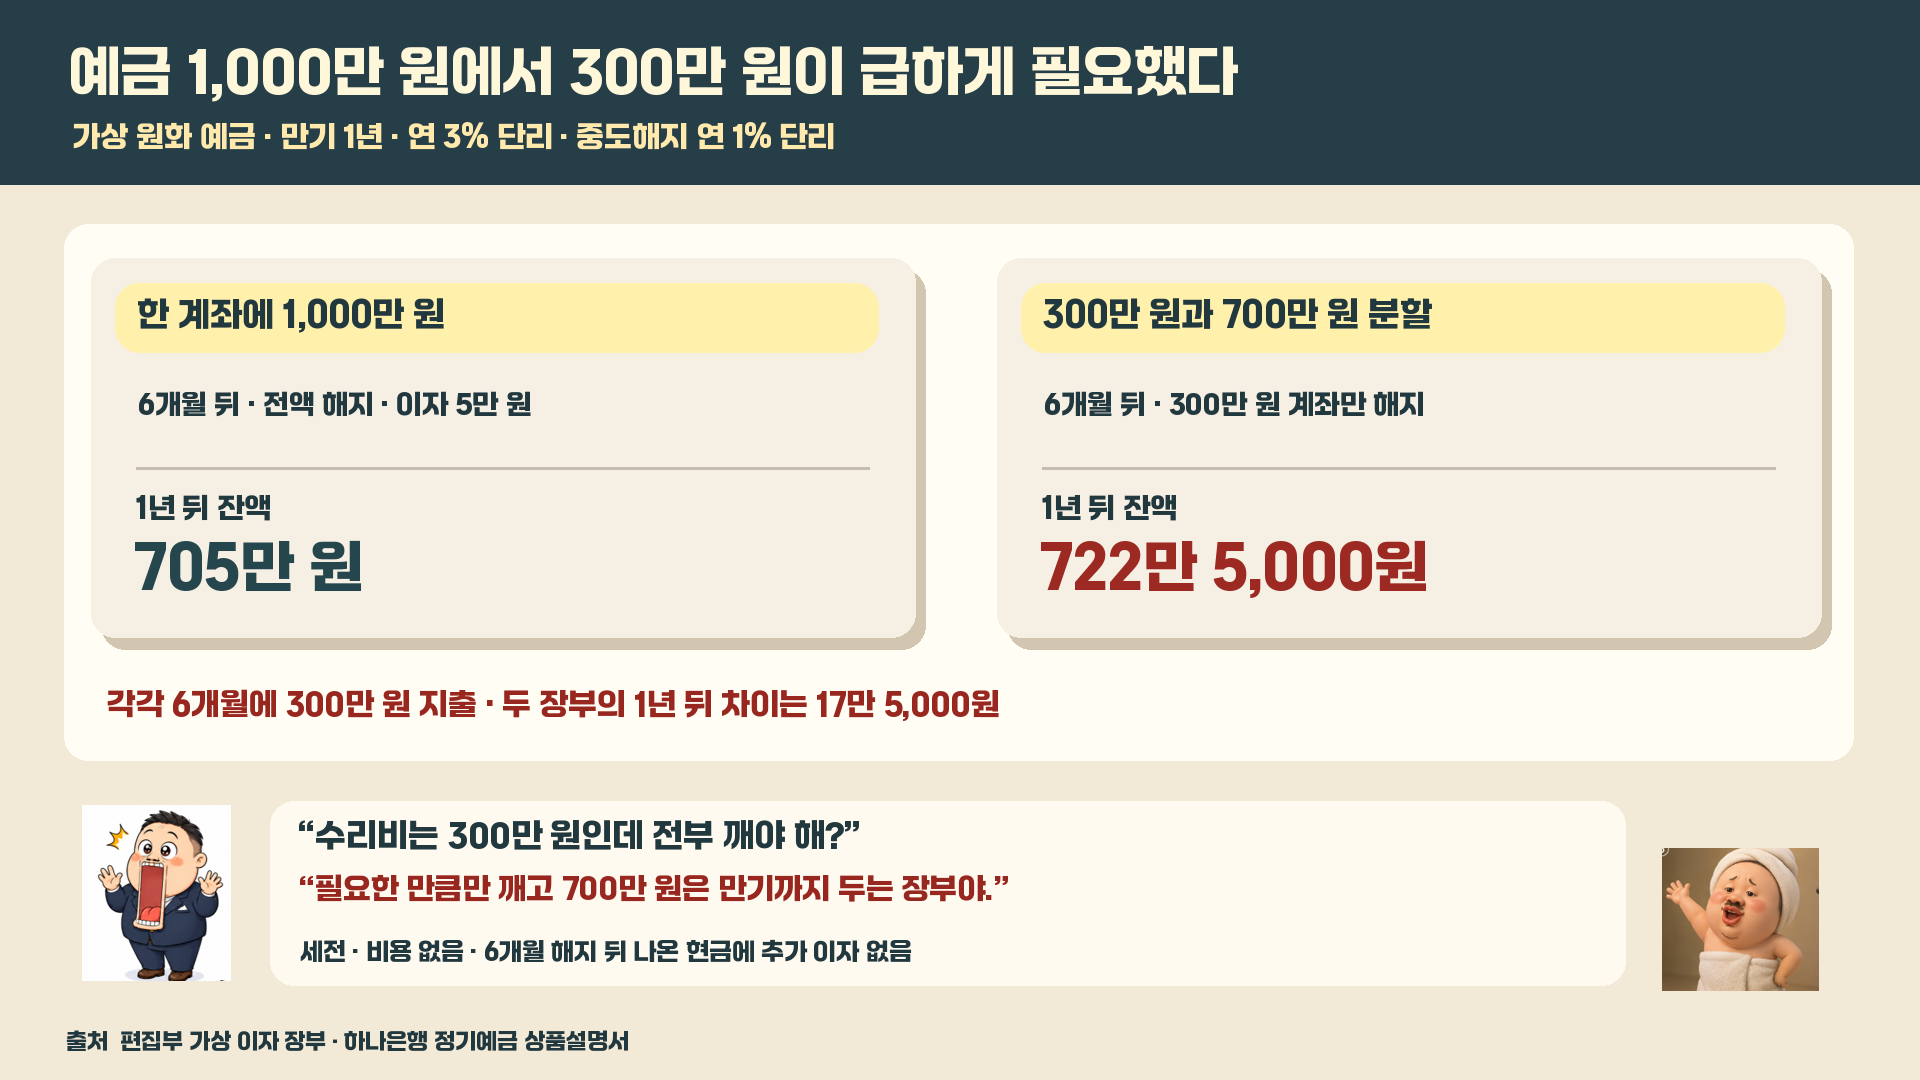 예금 1,000만 원에서 300만 원이 급하게 필요했다
가상 원화 예금 · 만기 1년 · 연 3% 단리 · 중도해지 연 1% 단리
한 계좌에 1,000만 원
6개월 뒤 · 전액 해지 · 이자 5만 원
1년 뒤 잔액
705만 원
300만 원과 700만 원 분할
6개월 뒤 · 300만 원 계좌만 해지
1년 뒤 잔액
722만 5,000원
각각 6개월에 300만 원 지출 · 두 장부의 1년 뒤 차이는 17만 5,000원
“수리비는 300만 원인데 전부 깨야 해?”
“필요한 만큼만 깨고 700만 원은 만기까지 두는 장부야.”
세전 · 비용 없음 · 6개월 해지 뒤 나온 현금에 추가 이자 없음
출처 편집부 가상 이자 장부 · 하나은행 정기예금 상품설명서